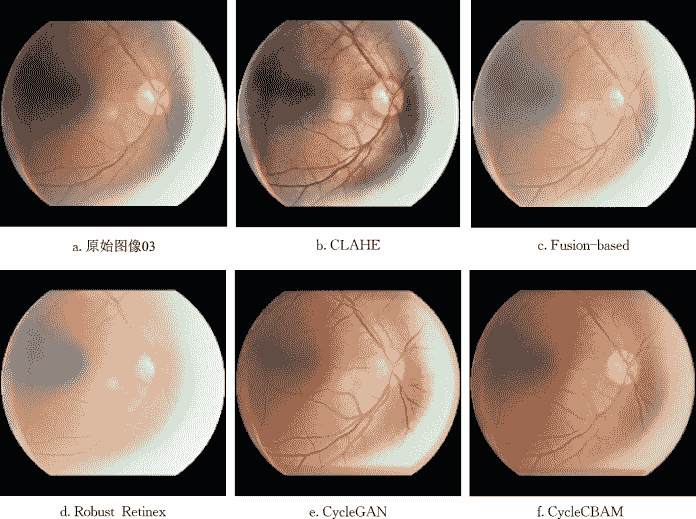 a. 原始图像03
b. CLAHE
c. Fusion-based
d. Robust Retinex
e. CycleGAN
f. CycleCBAM